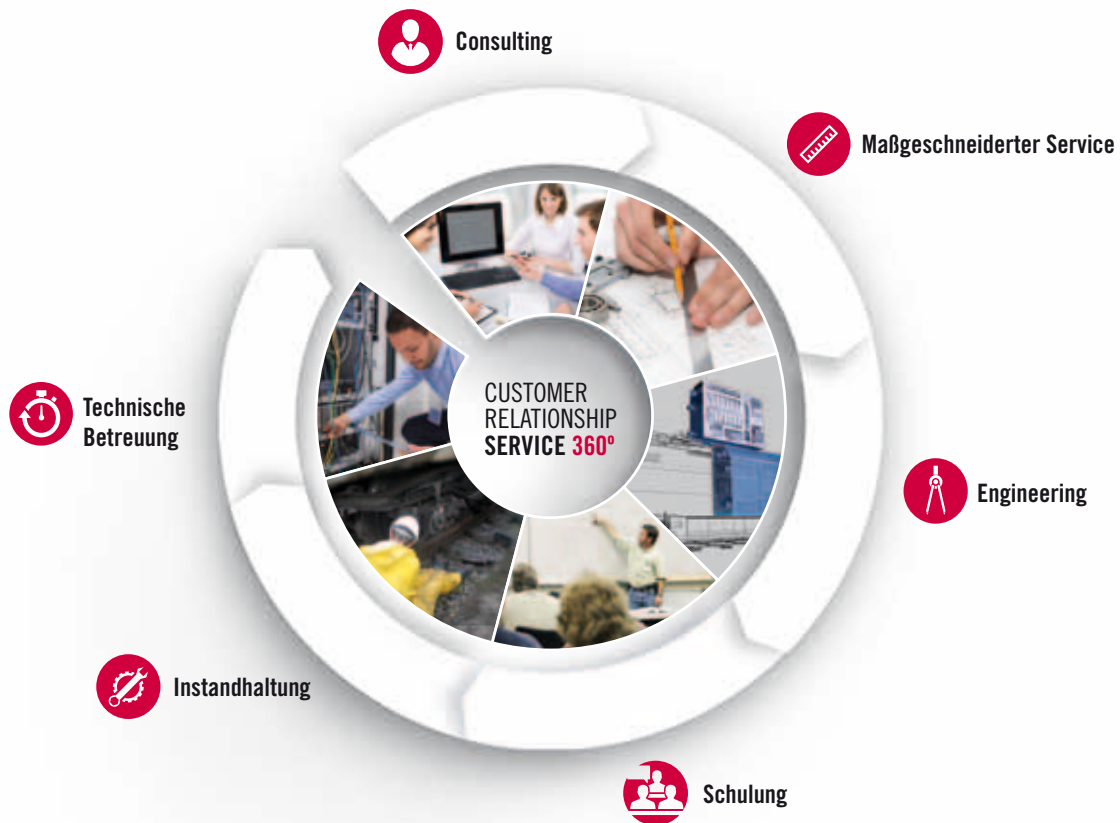 Consulting
Maßgeschneiderter Service
CUSTOMER
RELATIONSHIP
SERVICE 360º
Technische
Betreuung
Engineering
Instandhaltung
Schulung